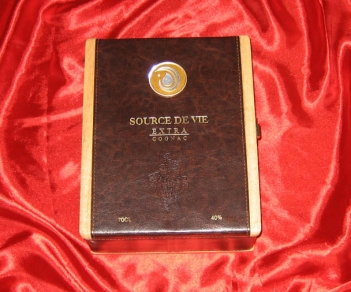 SOURCE DE VIE
EXTRA
COGNAC
70CL 40%